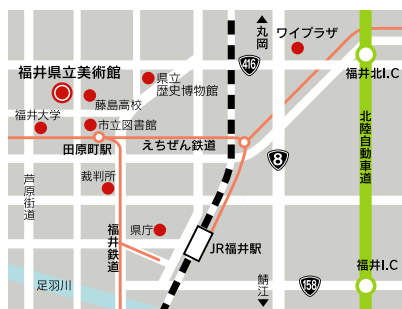 丸岡
ワイプラザ
416
福井県立美術館
県立
歴史博物館
福井北I.C
藤島高校
福井大学
市立図書館
北陸自動車道
田原町駅
えちぜん鉄道
8
芦原街道
裁判所
福井鉄道
県庁
JR福井駅
福井I.C
足羽川
鯖江
158